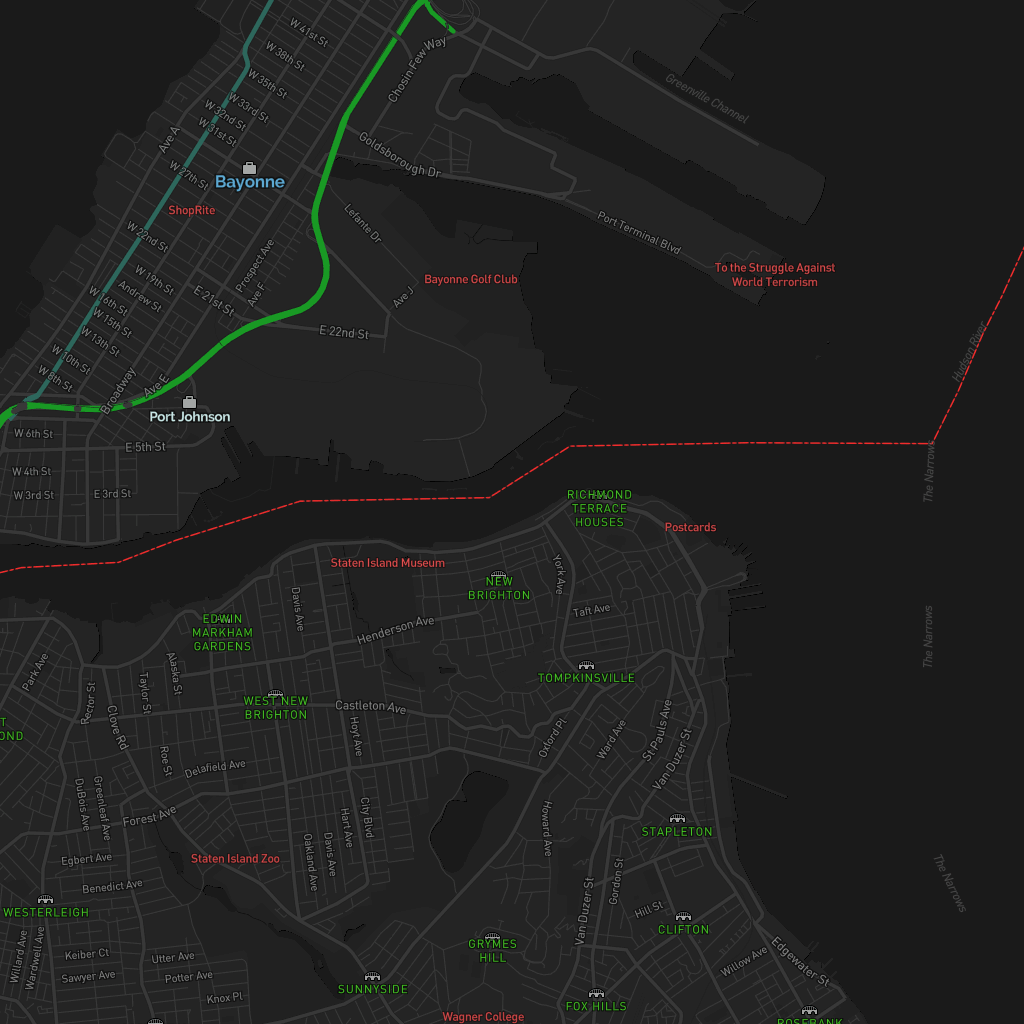 W 41st St
W 38th St
Chosin Few Way
W 35th St
Greenville Channel
W 33rd St
W 32nd St
W 31st St
Ave A
Goldsborough Dr
W 27th St
Bayonne
ShopRite
Lefante Dr
Port Terminal Blvd
W 22nd St
Prospect Ave
To the Struggle Against
World Terrorism
Bayonne Golf Club
W 19th St
Andrew St
Ave F
E 21st St
Ave J
W 16th St
W 15th St
E 22nd St
W 13th St
Hudson River
W 10th St
W 8th St
Broadway
Ave E
Port Johnson
W 6th St
E 5th St
W 4th St
The Narrows
W 3rd St
E 3rd St
RICHMOND
TERRACE
HOUSES
Postcards
Staten Island Museum
York Ave
NEW
BRIGHTON
Davis Ave
Taft Ave
EDWIN
MARKHAM
GARDENS
Henderson Ave
The Narrows
Park Ave
Alaska St
TOMPKINSVILLE
Rector St
Taylor St
WEST NEW
BRIGHTON
Castleton Ave
T
OND
Clove Rd
Hoyt Ave
Oxford Pl
Ward Ave
St Pauls Ave
Van Duzer St
Roe St
Delafield Ave
DuBois Ave
Greenleaf Ave
Forest Ave
City Blvd
Hart Ave
Howard Ave
STAPLETON
Davis Ave
Oakland Ave
Egbert Ave
Staten Island Zoo
Benedict Ave
Gordon St
The Narrows
WESTERLEIGH
Van Duzer St
Hill St
CLIFTON
Willard Ave
Wardwell Ave
Keiber Ct
Utter Ave
GRYMES
HILL
Willow Ave
Edgewater St
Sawyer Ave
Potter Ave
SUNNYSIDE
Knox Pl
FOX HILLS
Wagner College
ROSEBANK